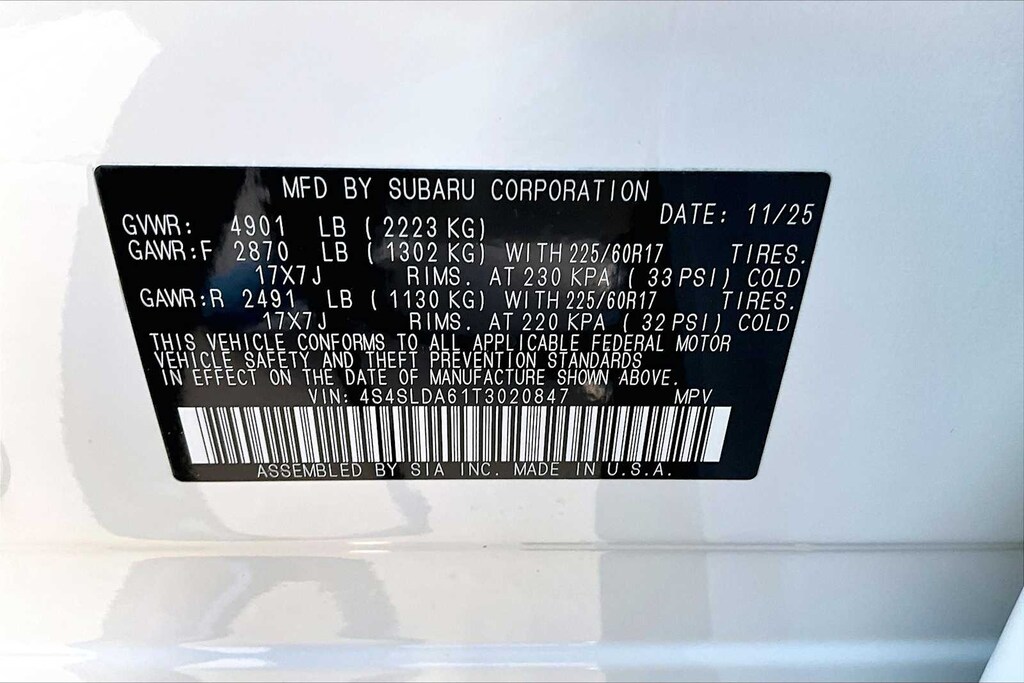 MFD BY SUBARU CORPORATION
DATE: 11/25
GVWR: 4901 LB ( 2223 KG)
GAWR:F 2870 LB ( 1302 KG) WITH 225/60R17 TIRES.
17X7J RIMS. AT 230 KPA ( 33 PSI) COLD
GAWR:R 2491 LB ( 1130 KG) WITH 225/60R17 TIRES.
17X7J RIMS. AT 220 KPA ( 32 PSI) COLD
THIS VEHICLE CONFORMS TO ALL APPLICABLE FEDERAL MOTOR
VEHICLE SAFETY AND THEFT PREVENTION STANDARDS
IN EFFECT ON THE DATE OF MANUFACTURE SHOWN ABOVE.
VIN: 4S4SLDA61T3020847 MPV
ASSEMBLED BY SIA INC. MADE IN U.S.A.